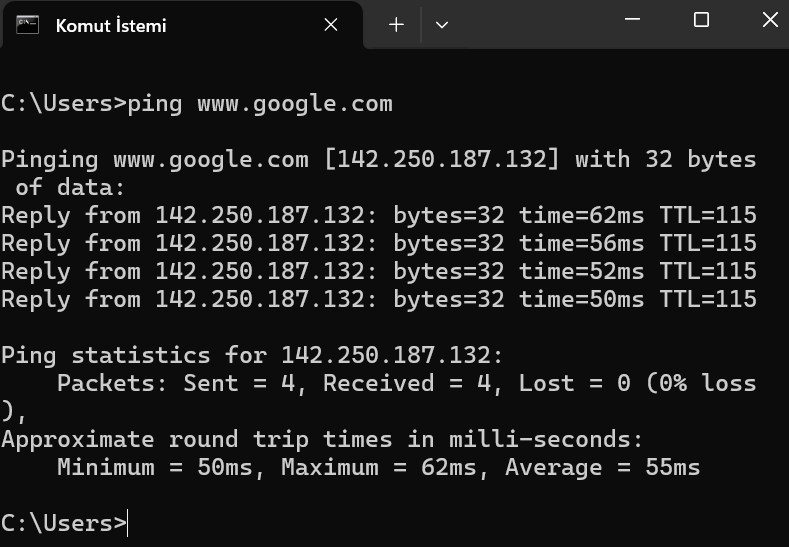 Komut İstemi
C:\Users>ping www.google.com
Pinging www.google.com [142.250.187.132] with 32 bytes
 of data:
Reply from 142.250.187.132: bytes=32 time=62ms TTL=115
Reply from 142.250.187.132: bytes=32 time=56ms TTL=115
Reply from 142.250.187.132: bytes=32 time=52ms TTL=115
Reply from 142.250.187.132: bytes=32 time=50ms TTL=115
Ping statistics for 142.250.187.132:
    Packets: Sent = 4, Received = 4, Lost = 0 (0% loss
),
Approximate round trip times in milli-seconds:
    Minimum = 50ms, Maximum = 62ms, Average = 55ms
C:\Users>